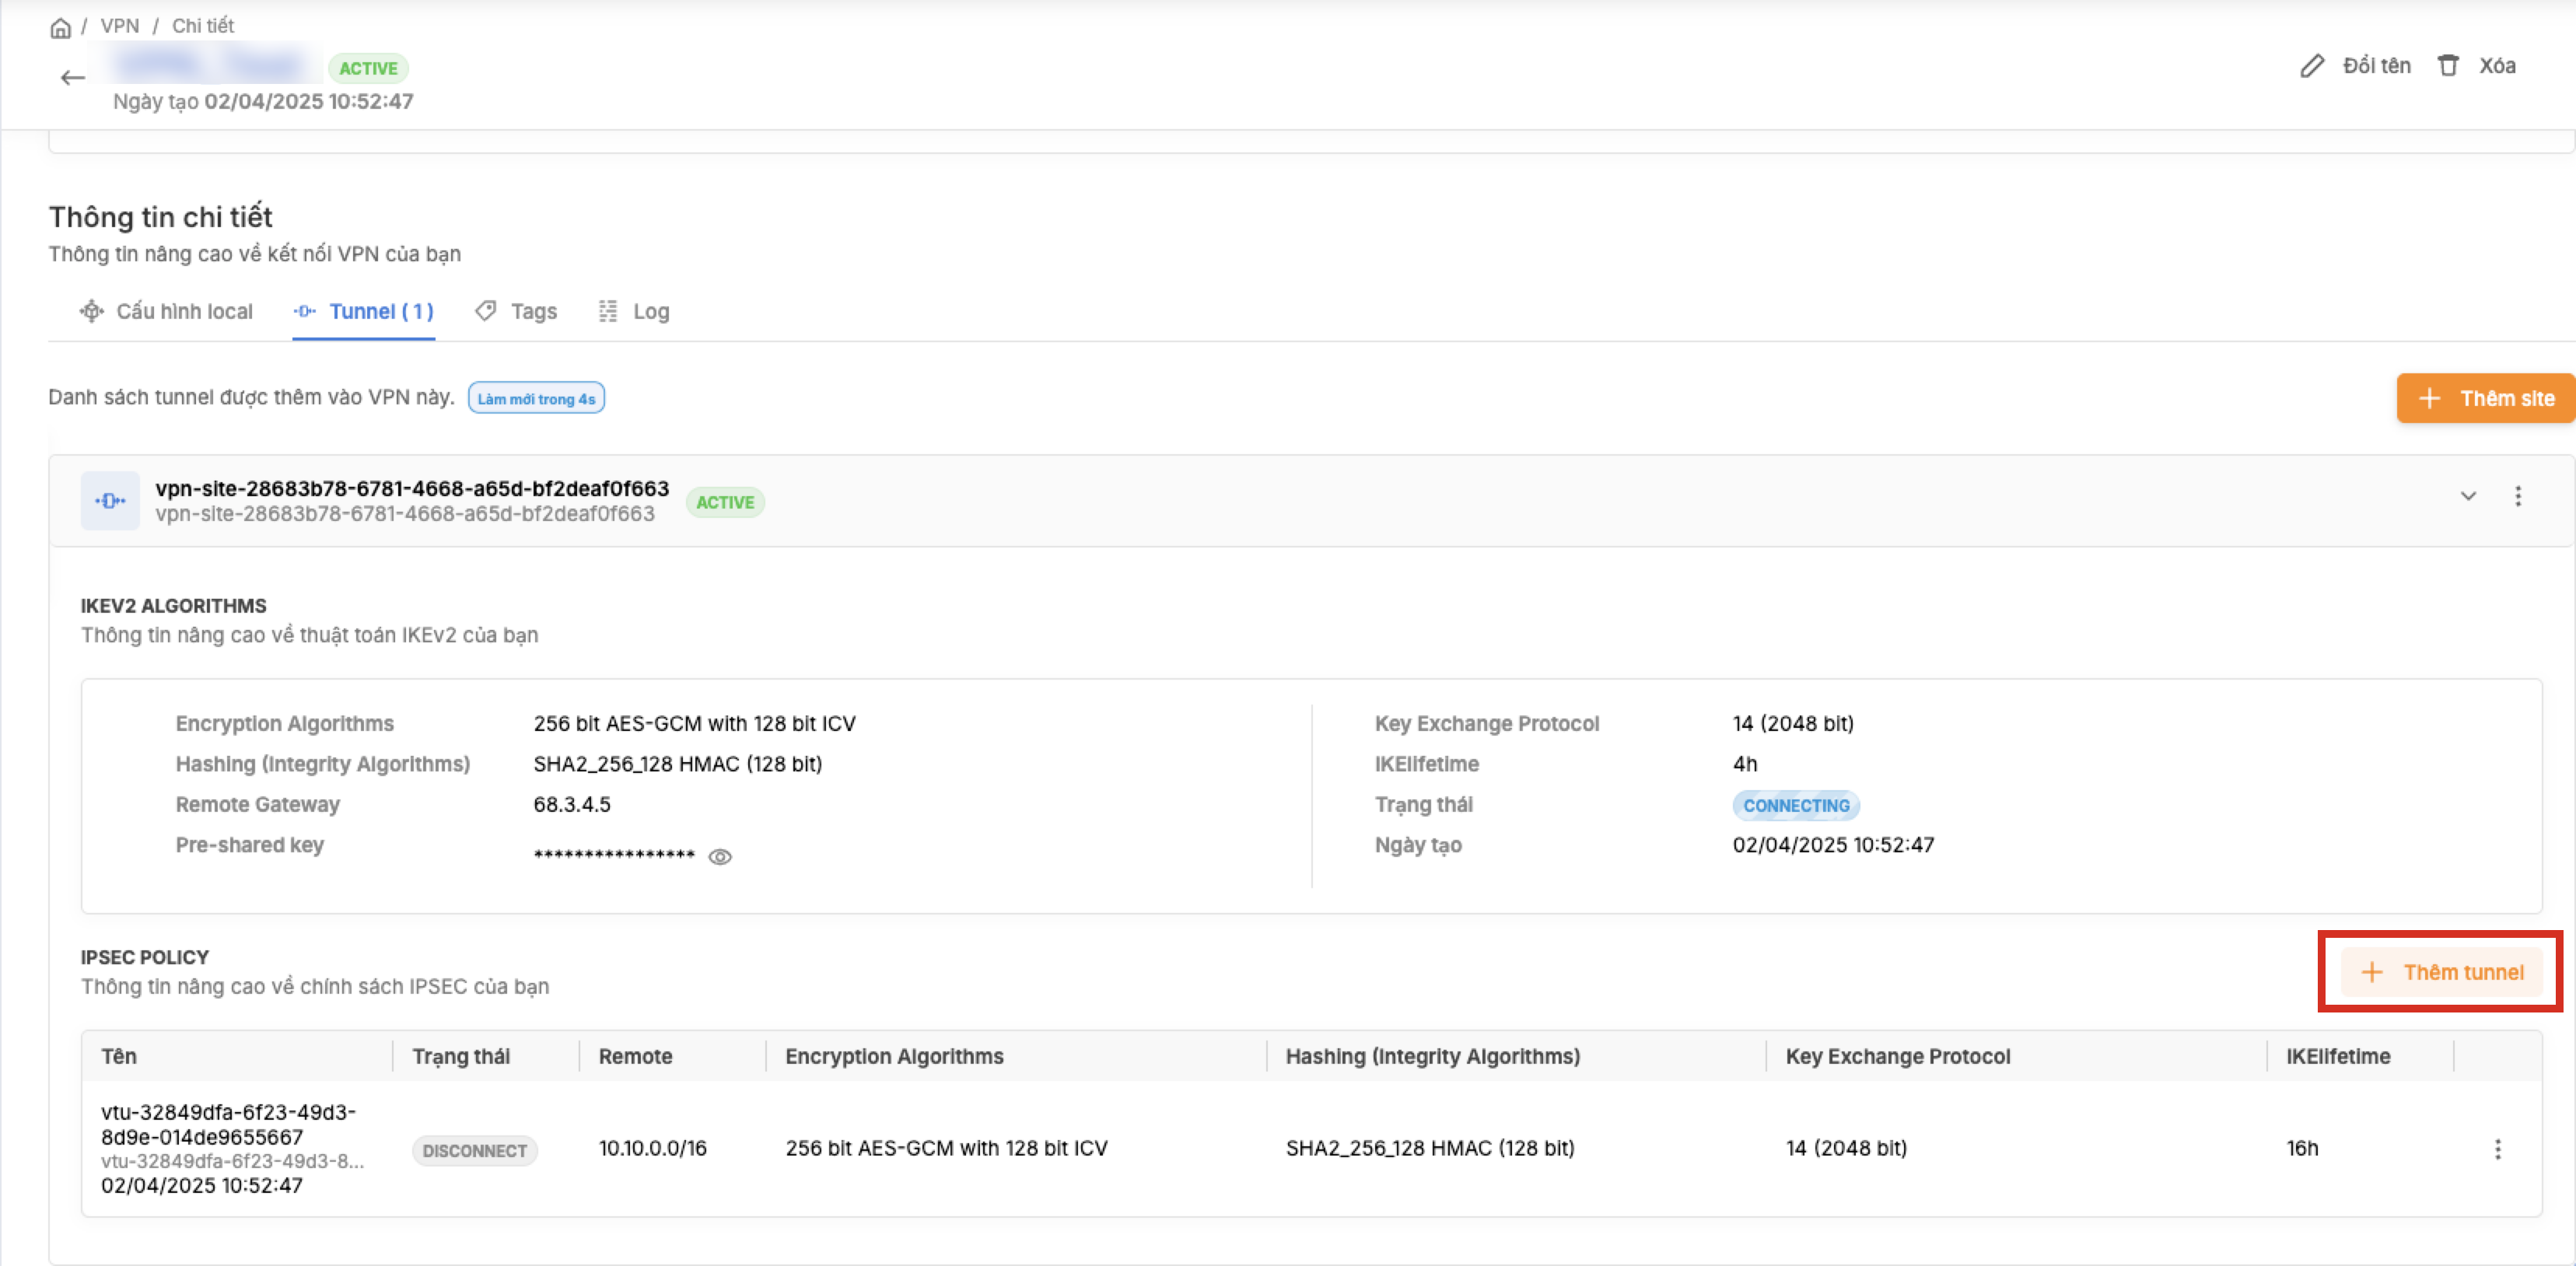 / VPN / Chi tiết
ACTIVE
Ngày tạo 02/04/2025 10:52:47
Đổi tên
Xóa
Thông tin chi tiết
Thông tin nâng cao về kết nối VPN của bạn
Cấu hình local
Tunnel ( 1 )
Tags
Log
Danh sách tunnel được thêm vào VPN này.
Làm mới trong 4s
+ Thêm site
vpn-site-28683b78-6781-4668-a65d-bf2deaf0f663
vpn-site-28683b78-6781-4668-a65d-bf2deaf0f663
ACTIVE
IKEV2 ALGORITHMS
Thông tin nâng cao về thuật toán IKEv2 của bạn
Encryption Algorithms 256 bit AES-GCM with 128 bit ICV
Hashing (Integrity Algorithms) SHA2_256_128 HMAC (128 bit)
Remote Gateway 68.3.4.5
Pre-shared key ****************
Key Exchange Protocol 14 (2048 bit)
IKElifetime 4h
Trạng thái CONNECTING
Ngày tạo 02/04/2025 10:52:47
IPSEC POLICY
Thông tin nâng cao về chính sách IPSEC của bạn
+ Thêm tunnel
Tên Trạng thái Remote Encryption Algorithms Hashing (Integrity Algorithms) Key Exchange Protocol IKElifetime
vtu-32849dfa-6f23-49d3-
8d9e-014de9655667
vtu-32849dfa-6f23-49d3-8...
02/04/2025 10:52:47
DISCONNECT
10.10.0.0/16
256 bit AES-GCM with 128 bit ICV
SHA2_256_128 HMAC (128 bit)
14 (2048 bit)
16h